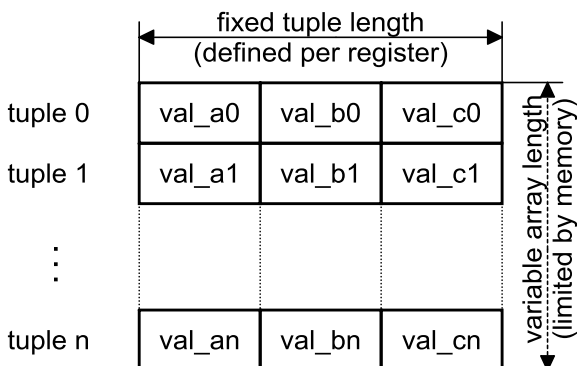 fixed tuple length
(defined per register)
tuple 0 val_a0 val_b0 val_c0
tuple 1 val_a1 val_b1 val_c1
...
tuple n val_an val_bn val_cn
variable array length
(limited by memory)